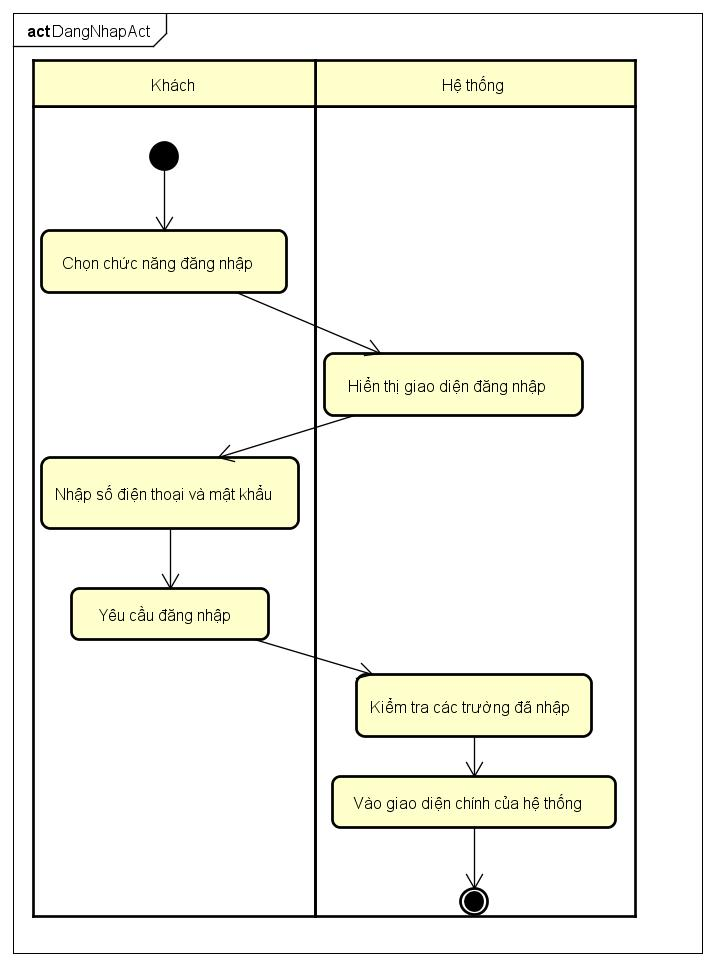 actDangNhapAct
Khách
Hệ thống
Chọn chức năng đăng nhập
Hiển thị giao diện đăng nhập
Nhập số điện thoại và mật khẩu
Yêu cầu đăng nhập
Kiểm tra các trường đã nhập
Vào giao diện chính của hệ thống